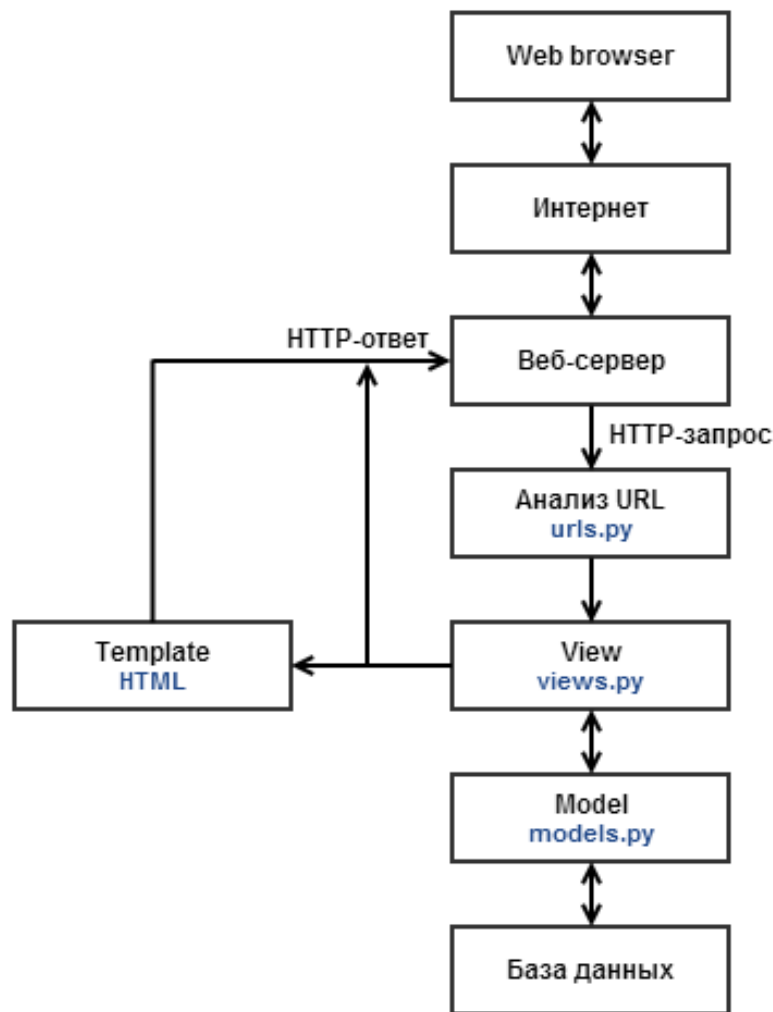 Web browser
Интернет
HTTP-ответ
Веб-сервер
HTTP-запрос
Анализ URL
urls.py
Template
HTML
View
views.py
Model
models.py
База данных